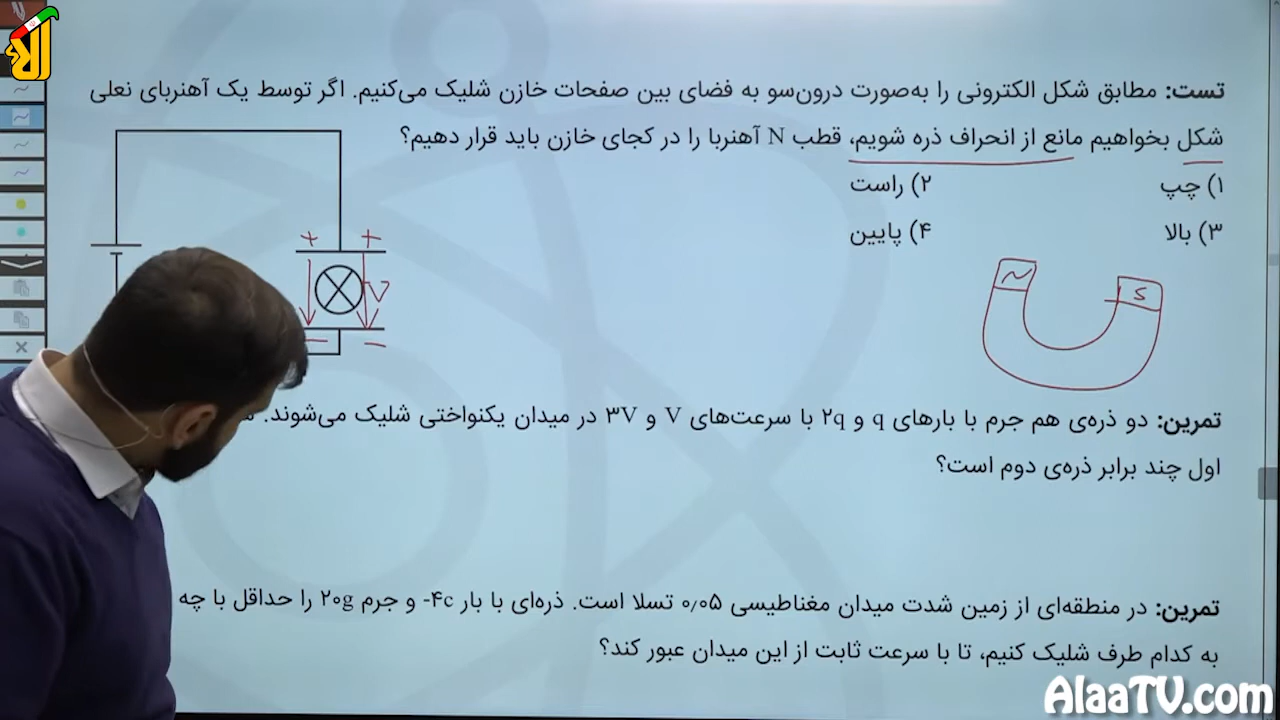 تست: مطابق شکل الکترونی را به‌صورت درون‌سو به فضای بین صفحات خازن شلیک می‌کنیم. اگر توسط یک آهنربای نعلی
شکل بخواهیم مانع از انحراف ذره شویم، قطب N آهنربا را در کجای خازن باید قرار دهیم؟
۱) چپ ۲) راست
۳) بالا ۴) پایین
+ +
N S
V
− −
تمرین: دو ذره‌ی هم جرم با بارهای q و ۲q با سرعت‌های V و ۳V در میدان یکنواختی شلیک می‌شوند.
اول چند برابر ذره‌ی دوم است؟
تمرین: در منطقه‌ای از زمین شدت میدان مغناطیسی ۰٫۰۵ تسلا است. ذره‌ای با بار ۴c- و جرم ۲۰g را حداقل با چه
به کدام طرف شلیک کنیم، تا با سرعت ثابت از این میدان عبور کند؟
AlaaTV.com